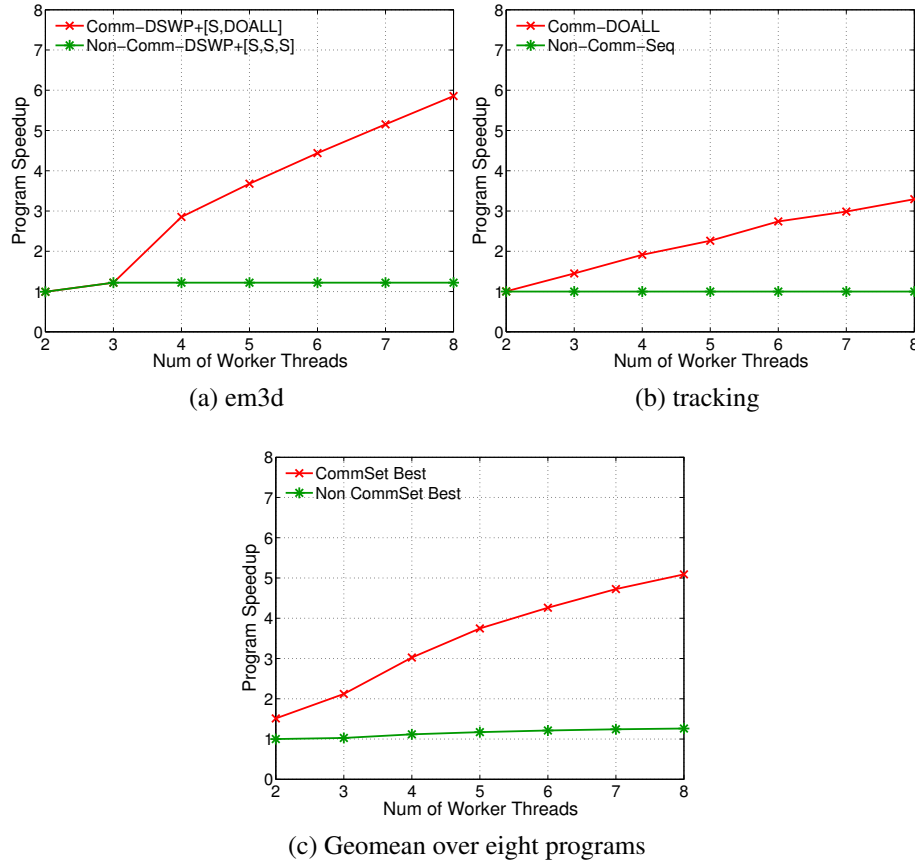 8
7
6
5
4
3
2
1
0
Program Speedup
Comm−DSWP+[S,DOALL]
Non−Comm−DSWP+[S,S,S]
2 3 4 5 6 7 8
Num of Worker Threads
(a) em3d
8
7
6
5
4
3
2
1
0
Program Speedup
Comm−DOALL
Non−Comm−Seq
2 3 4 5 6 7 8
Num of Worker Threads
(b) tracking
8
7
6
5
4
3
2
1
0
Program Speedup
CommSet Best
Non CommSet Best
2 3 4 5 6 7 8
Num of Worker Threads
(c) Geomean over eight programs